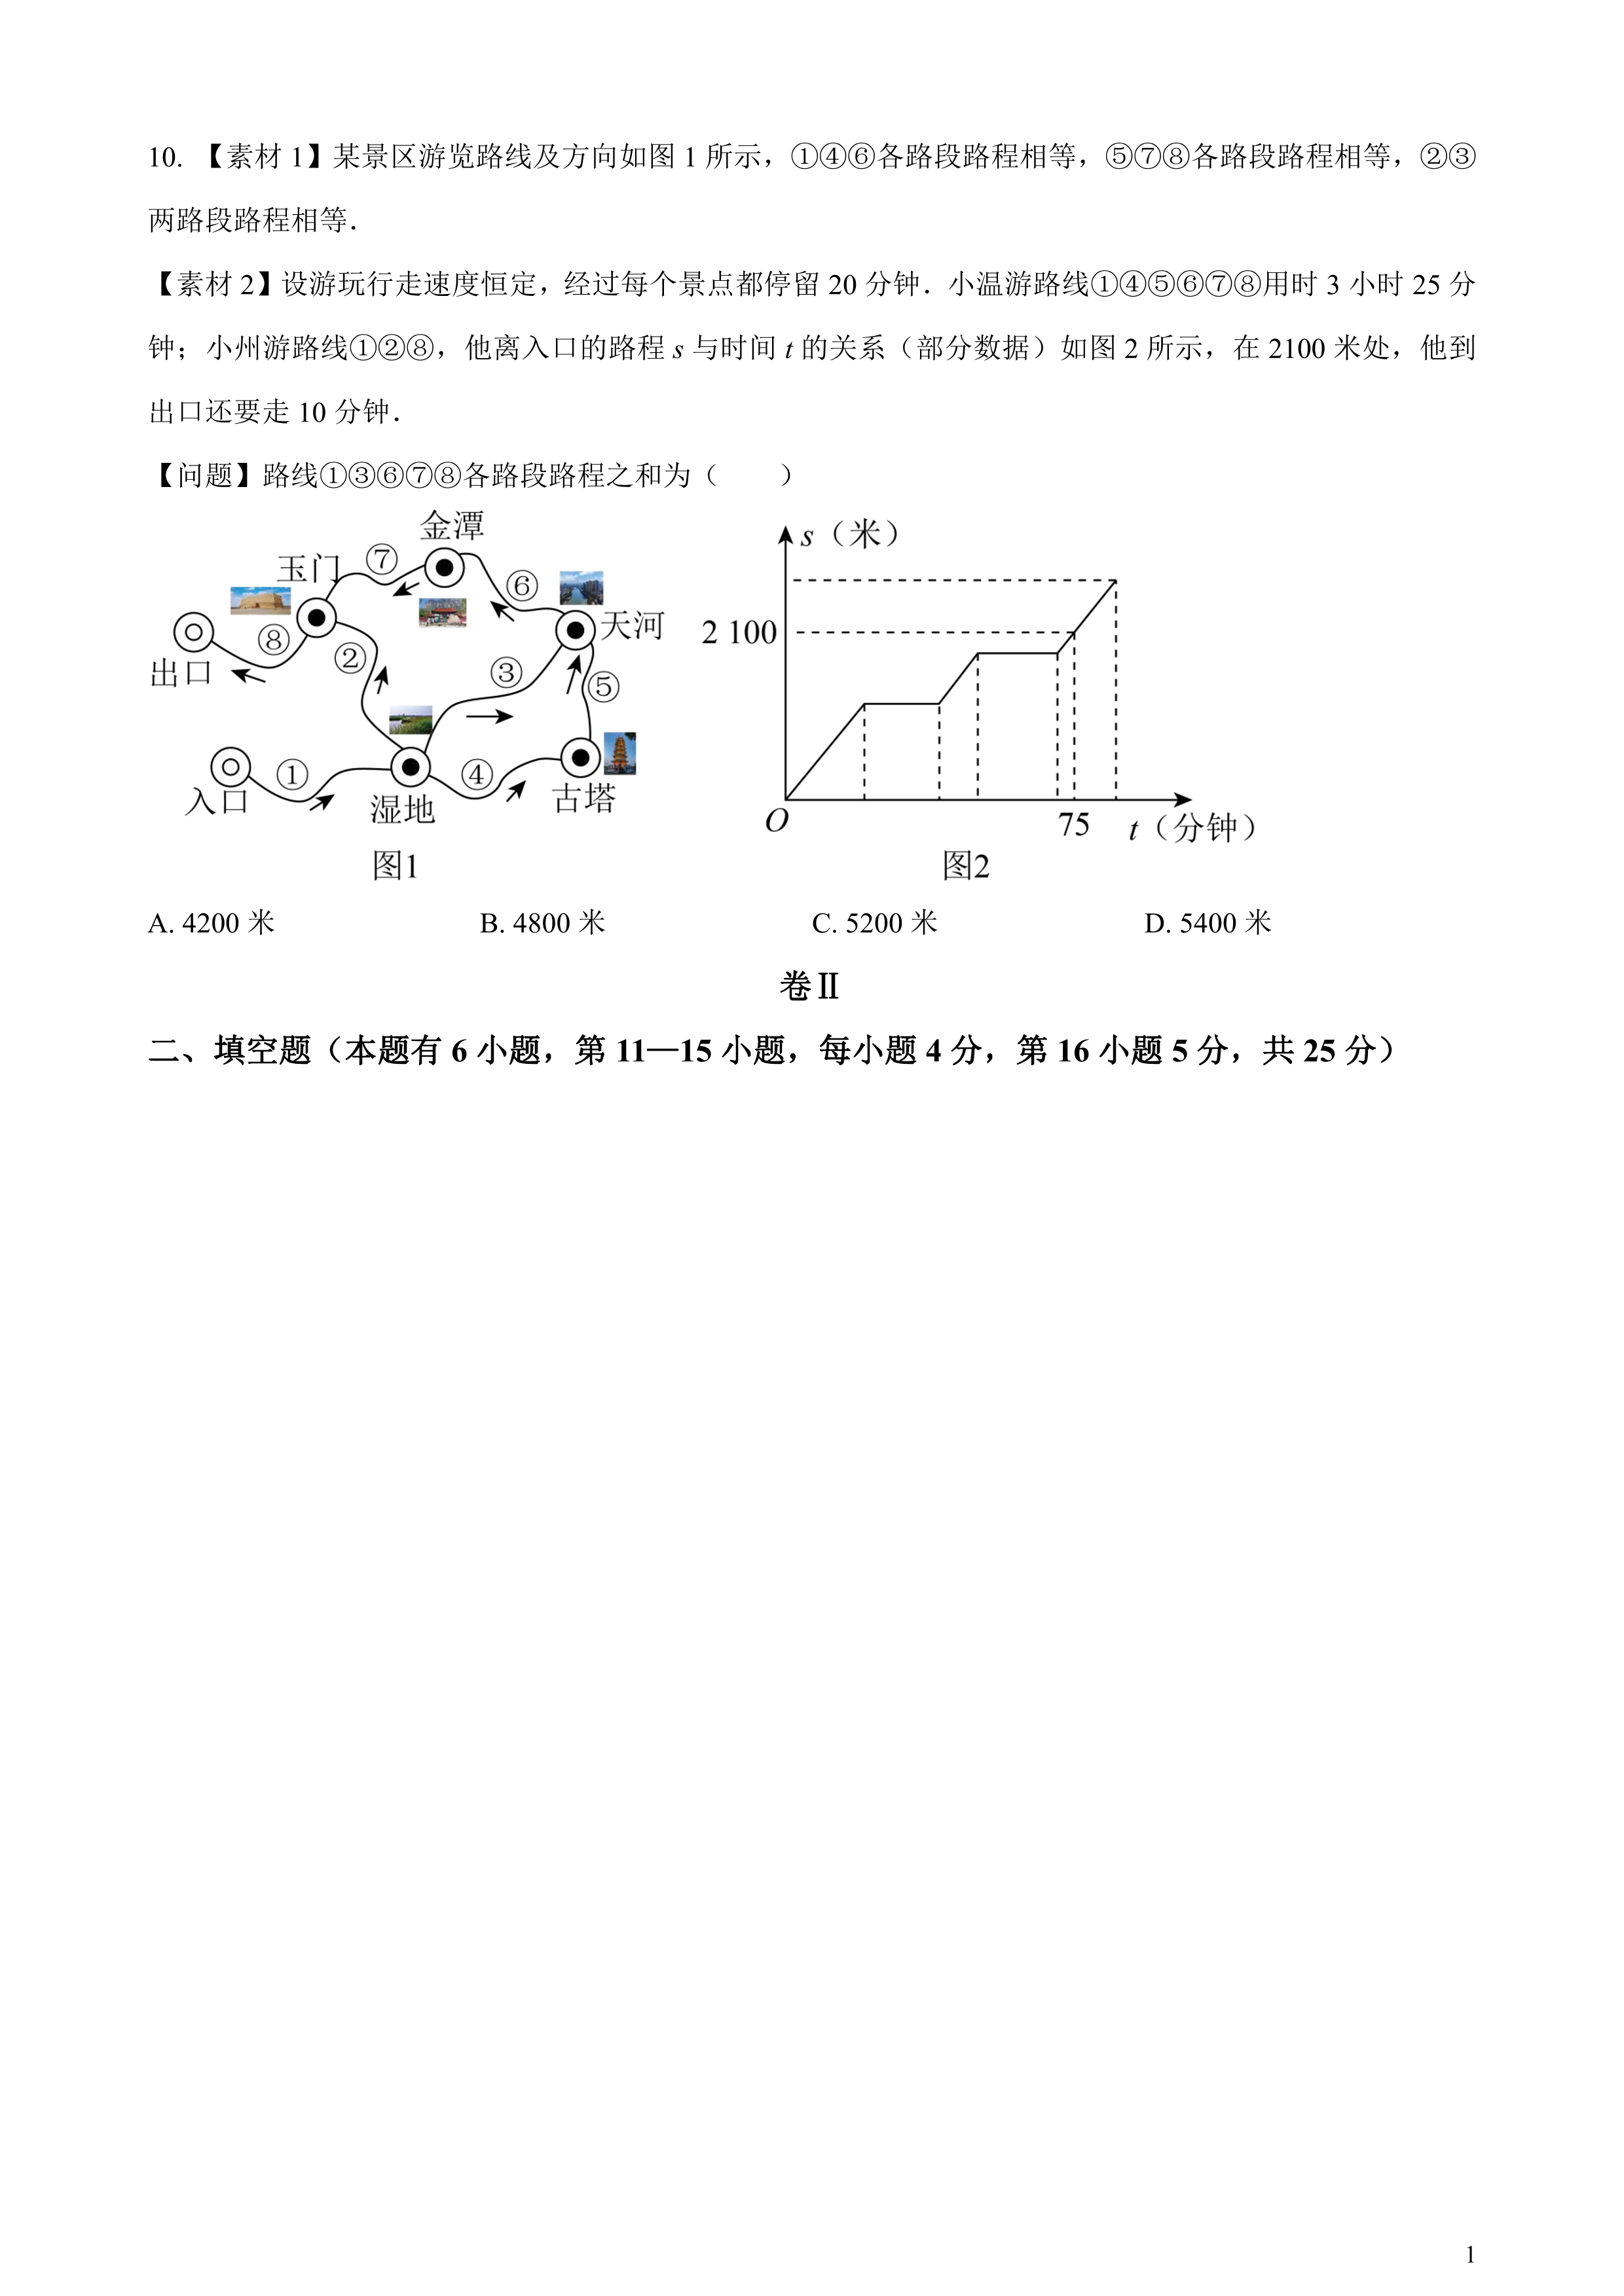 10. 【素材 1】某景区游览路线及方向如图 1 所示，①④⑥各路段路程相等，⑤⑦⑧各路段路程相等，②③
两路段路程相等．
【素材 2】设游玩行走速度恒定，经过每个景点都停留 20 分钟．小温游路线①④⑤⑥⑦⑧用时 3 小时 25 分
钟；小州游路线①②⑧，他离入口的路程 s 与时间 t 的关系（部分数据）如图 2 所示，在 2100 米处，他到
出口还要走 10 分钟．
【问题】路线①③⑥⑦⑧各路段路程之和为（　　）
金潭
玉门
⑦
⑥
天河
⑧
出口
②
③
⑤
入口
①
湿地
④
古塔
图1
s（米）
2 100
O
75
t（分钟）
图2
A. 4200 米 B. 4800 米 C. 5200 米 D. 5400 米
卷Ⅱ
二、填空题（本题有 6 小题，第 11—15 小题，每小题 4 分，第 16 小题 5 分，共 25 分）
1